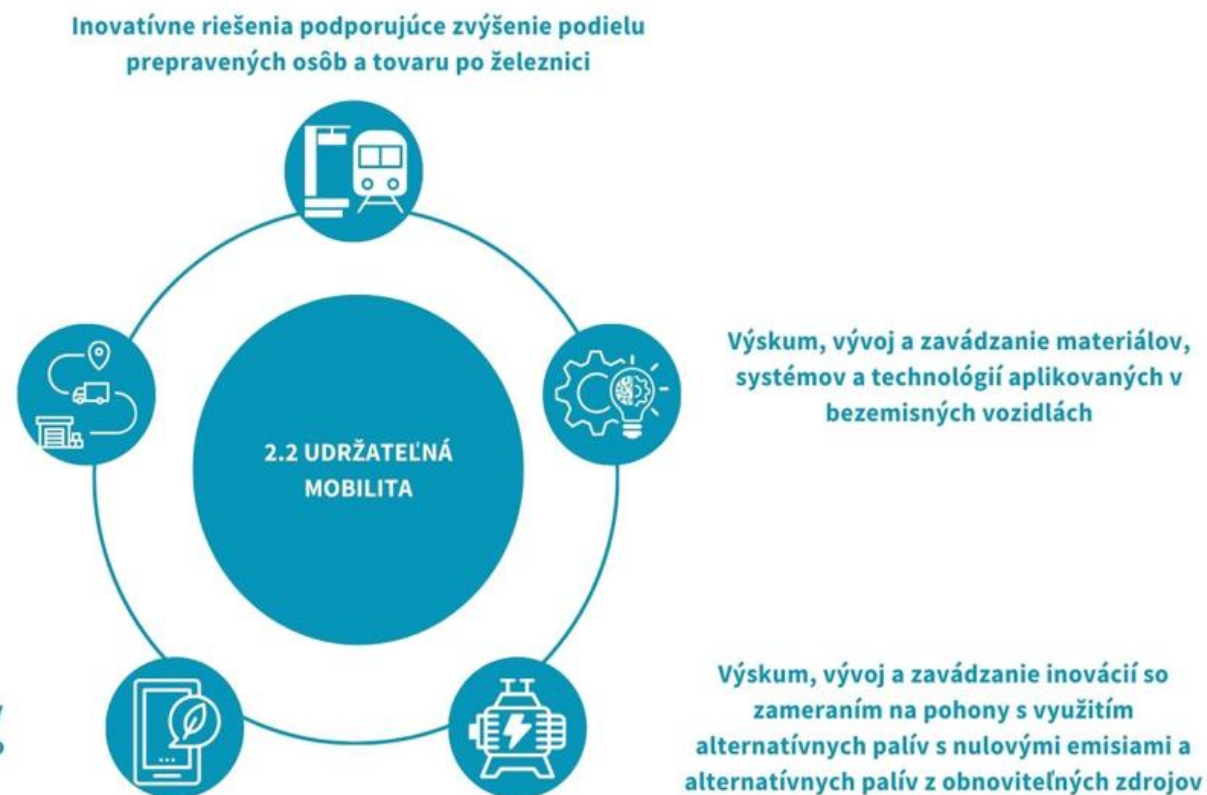 Inovatívne riešenia podporujúce zvýšenie podielu
prepravených osôb a tovaru po železnici
Výskum, vývoj a zavádzanie materiálov,
systémov a technológií aplikovaných v
bezemisných vozidlách
2.2 UDRŽATEĽNÁ
MOBILITA
Výskum, vývoj a zavádzanie inovácií so
zameraním na pohony s využitím
alternatívnych palív s nulovými emisiami a
alternatívnych palív z obnoviteľných zdrojov